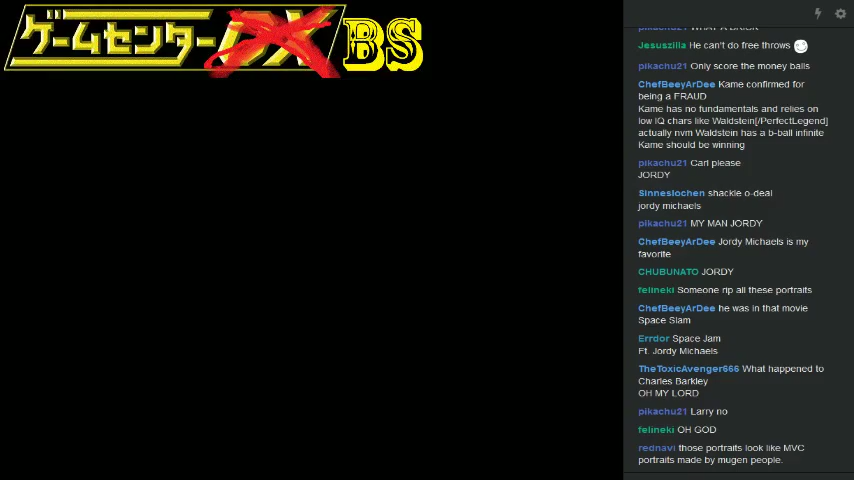 ゲームセンターDX BS
Jesuszilla He can't do free throws
pikachu21 Only score the money balls
ChefBeeyArDee Kame confirmed for
being a FRAUD
Kame has no fundamentals and relies on
low IQ chars like Waldstein[/PerfectLegend]
actually nvm Waldstein has a b-ball infinite
Kame should be winning
pikachu21 Carl please
JORDY
Sinneslochen shackle o-deal
jordy michaels
pikachu21 MY MAN JORDY
ChefBeeyArDee Jordy Michaels is my
favorite
CHUBUNATO JORDY
felineki Someone rip all these portraits
ChefBeeyArDee he was in that movie
Space Slam
Errdor Space Jam
Ft. Jordy Michaels
TheToxicAvenger666 What happened to
Charles Barkley
OH MY LORD
pikachu21 Larry no
felineki OH GOD
rednavi those portraits look like MVC
portraits made by mugen people.